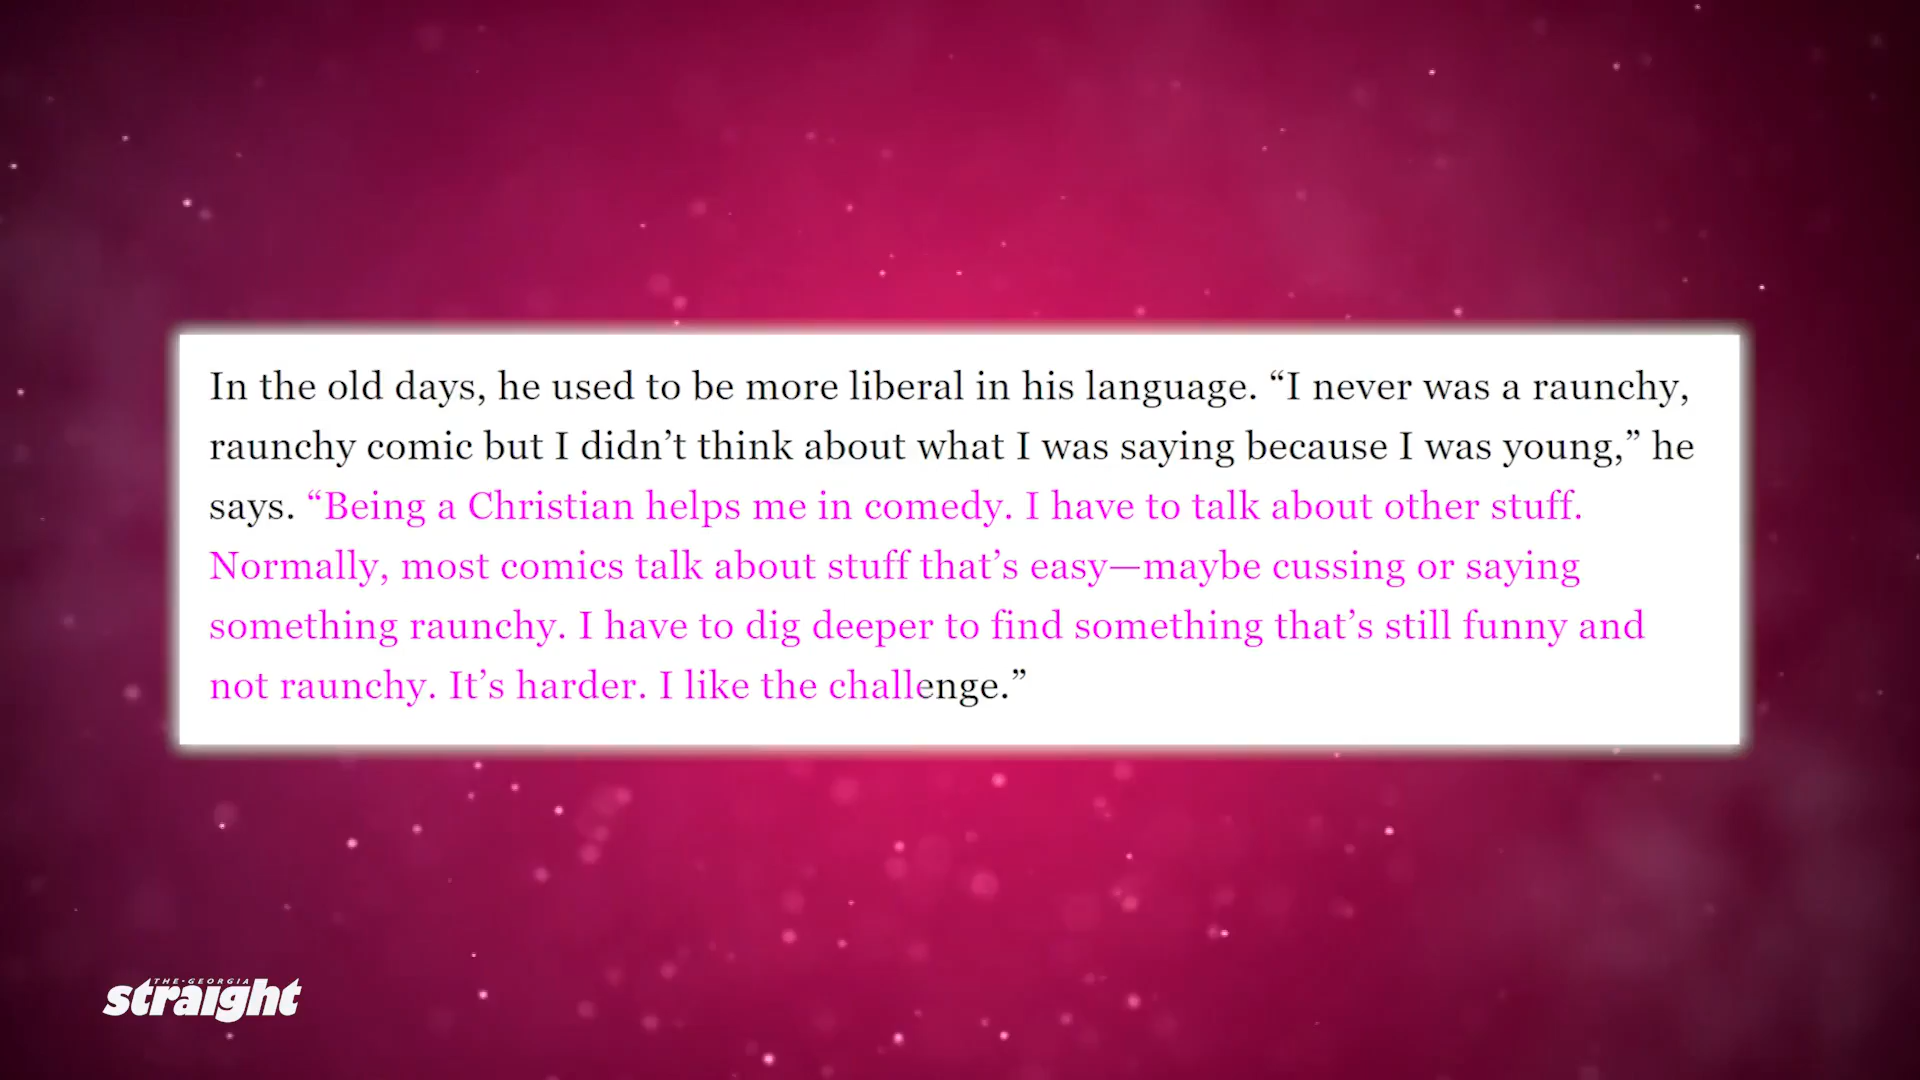 In the old days, he used to be more liberal in his language. “I never was a raunchy,
raunchy comic but I didn’t think about what I was saying because I was young,” he
says. “Being a Christian helps me in comedy. I have to talk about other stuff.
Normally, most comics talk about stuff that’s easy—maybe cussing or saying
something raunchy. I have to dig deeper to find something that’s still funny and
not raunchy. It’s harder. I like the challenge.”
THE•GEORGIA
straight